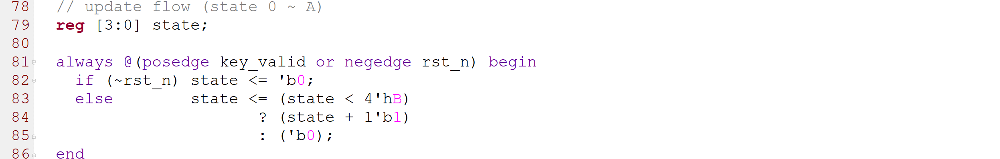 78 // update flow (state 0 ~ A)
79 reg [3:0] state;
80
81 always @(posedge key_valid or negedge rst_n) begin
82 if (~rst_n) state <= 'b0;
83 else state <= (state < 4'hB)
84 ? (state + 1'b1)
85 : ('b0);
86 end